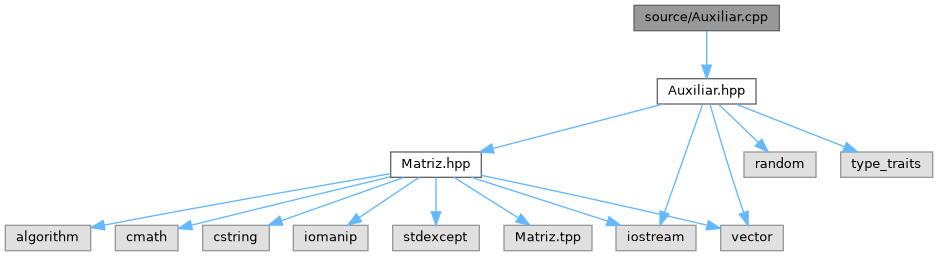 source/Auxiliar.cpp
Auxiliar.hpp
Matriz.hpp
random
type_traits
algorithm
cmath
cstring
iomanip
stdexcept
Matriz.tpp
iostream
vector